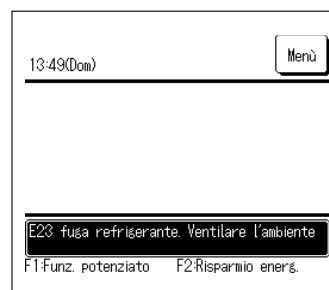 13:49(Dom)
Menù
E23 fuga refrigerante. Ventilare l'ambiente
F1:Funz. potenziato F2:Risparmio energ.